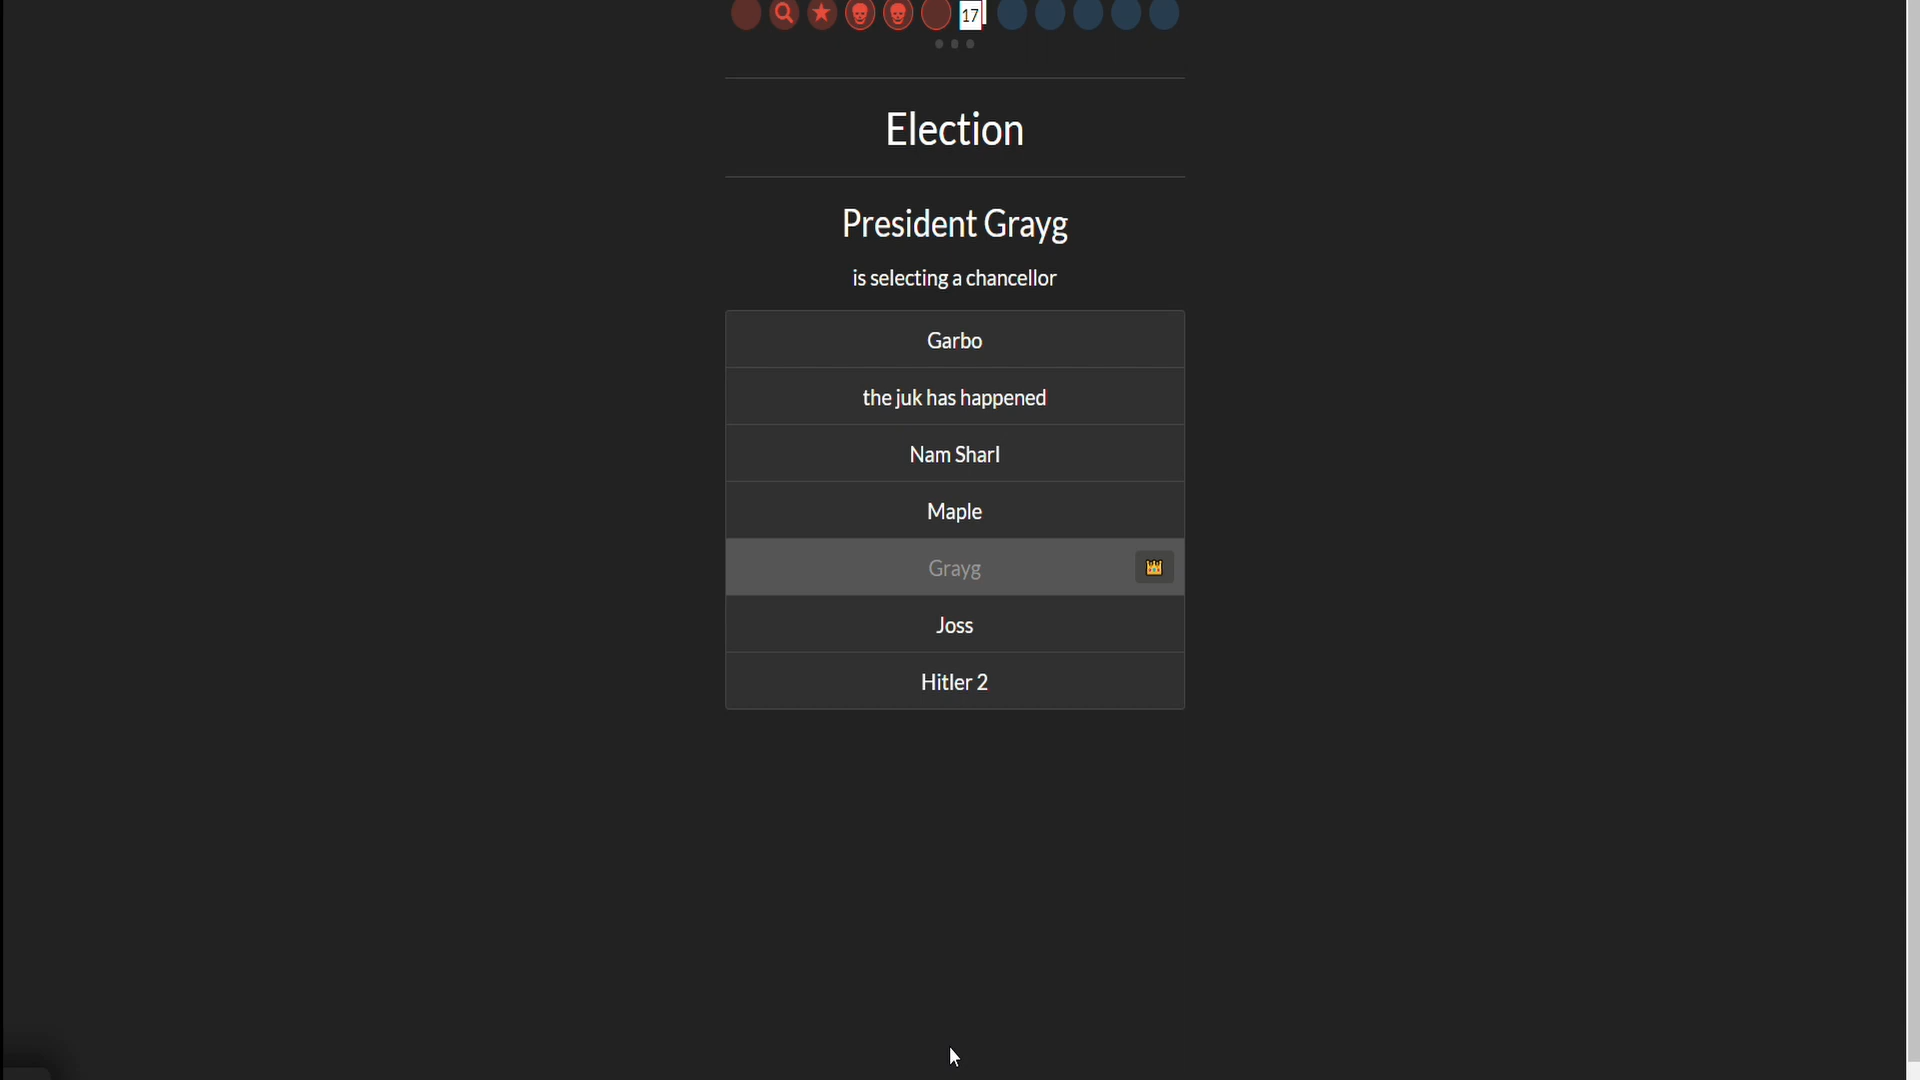 17
Election
President Grayg
is selecting a chancellor
Garbo
the juk has happened
Nam Sharl
Maple
Grayg
Joss
Hitler 2